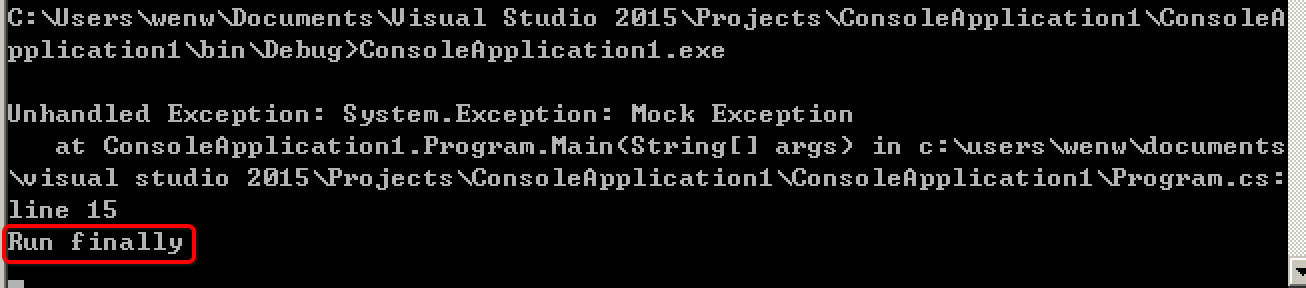 C:\Users\wenw\Documents\Visual Studio 2015\Projects\ConsoleApplication1\ConsoleA
pplication1\bin\Debug>ConsoleApplication1.exe
Unhandled Exception: System.Exception: Mock Exception
   at ConsoleApplication1.Program.Main(String[] args) in c:\users\wenw\documents
\visual studio 2015\Projects\ConsoleApplication1\ConsoleApplication1\Program.cs:
line 15
Run finally